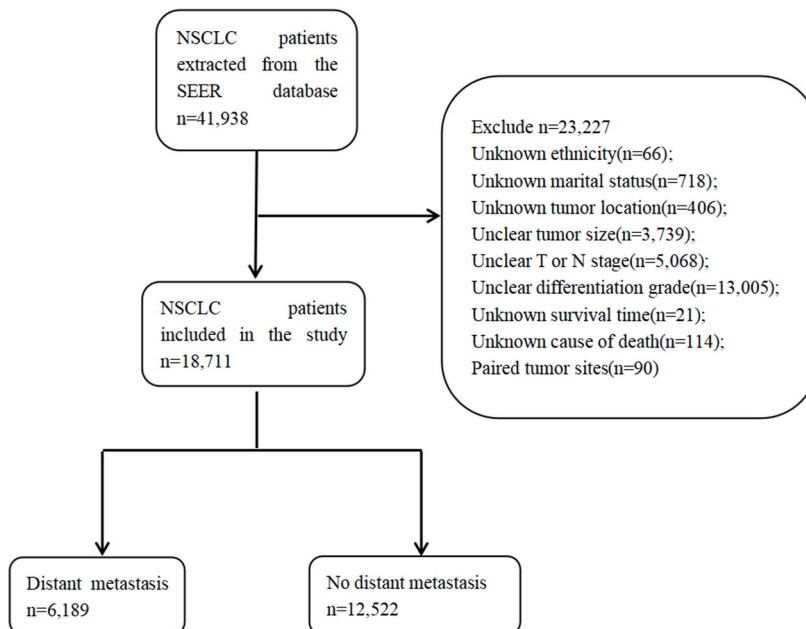 NSCLC patients
extracted from the
SEER database
n=41,938
Exclude n=23,227
Unknown ethnicity(n=66);
Unknown marital status(n=718);
Unknown tumor location(n=406);
Unclear tumor size(n=3,739);
Unclear T or N stage(n=5,068);
Unclear differentiation grade(n=13,005);
Unknown survival time(n=21);
Unknown cause of death(n=114);
Paired tumor sites(n=90)
NSCLC patients
included in the study
n=18,711
Distant metastasis
n=6,189
No distant metastasis
n=12,522